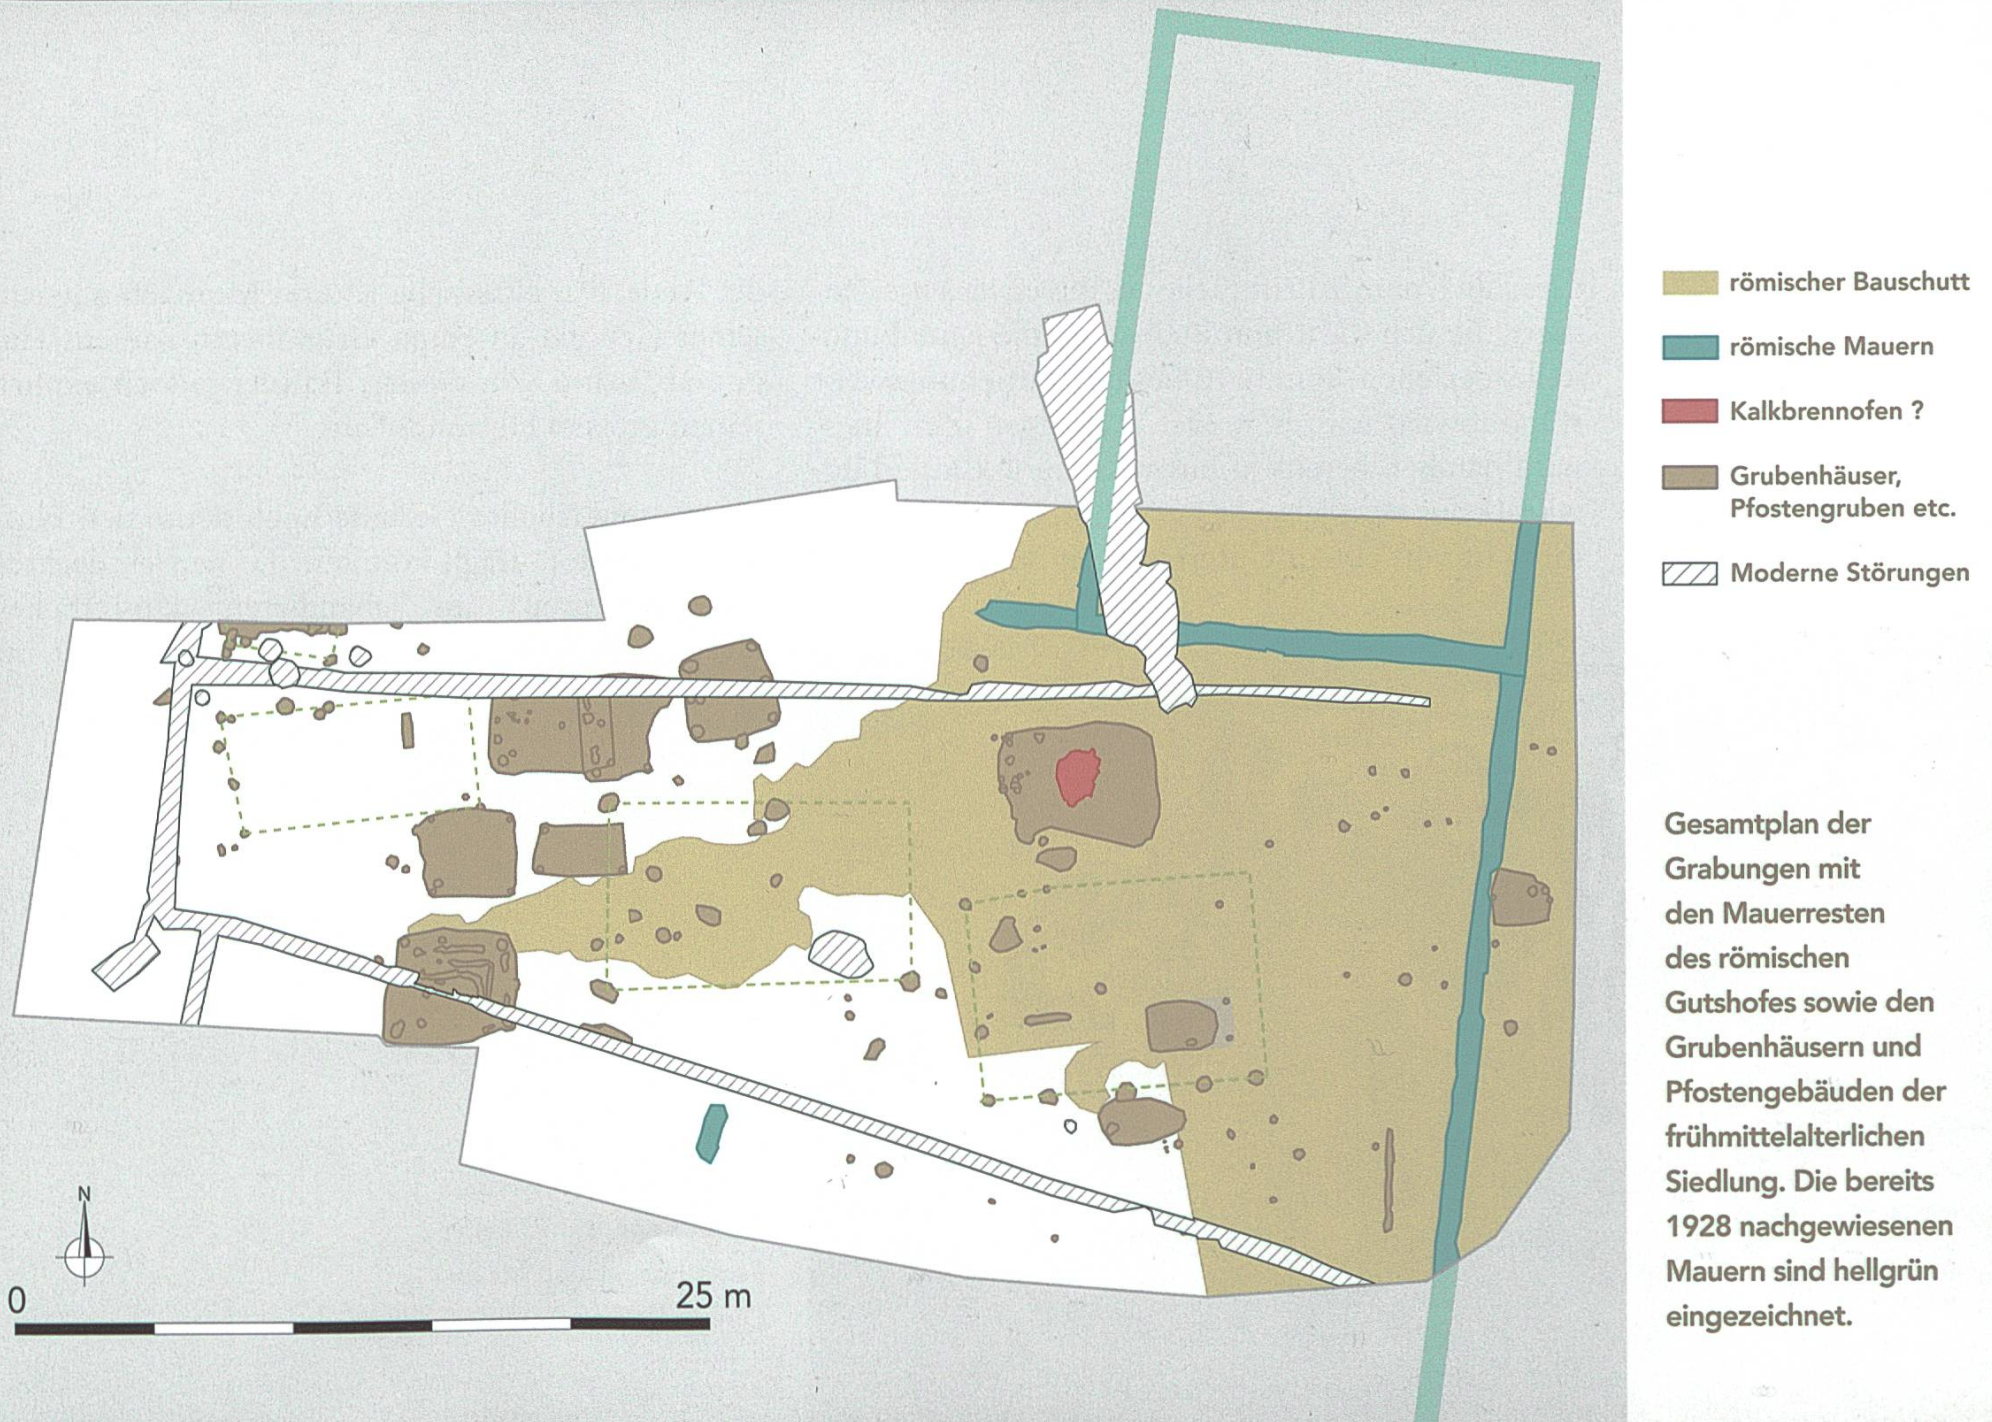 römischer Bauschutt
römische Mauern
Kalkbrennofen ?
Grubenhäuser,
Pfostengruben etc.
Moderne Störungen
Gesamtplan der
Grabungen mit
den Mauerresten
des römischen
Gutshofes sowie den
Grubenhäusern und
Pfostengebäuden der
frühmittelalterlichen
Siedlung. Die bereits
1928 nachgewiesenen
Mauern sind hellgrün
eingezeichnet.
N
0
25 m